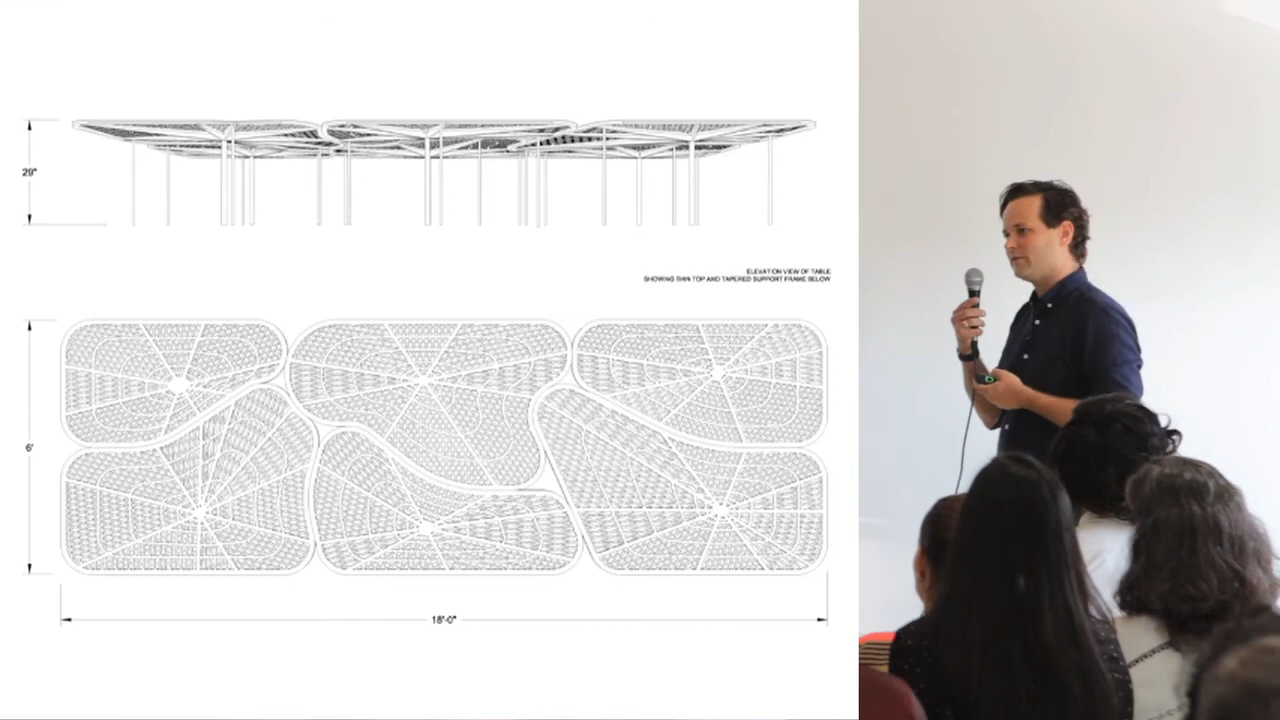 29"
ELEVATION VIEW OF TABLE
SHOWING THIN TOP AND TAPERED SUPPORT FRAME BELOW
6'
18'-0"